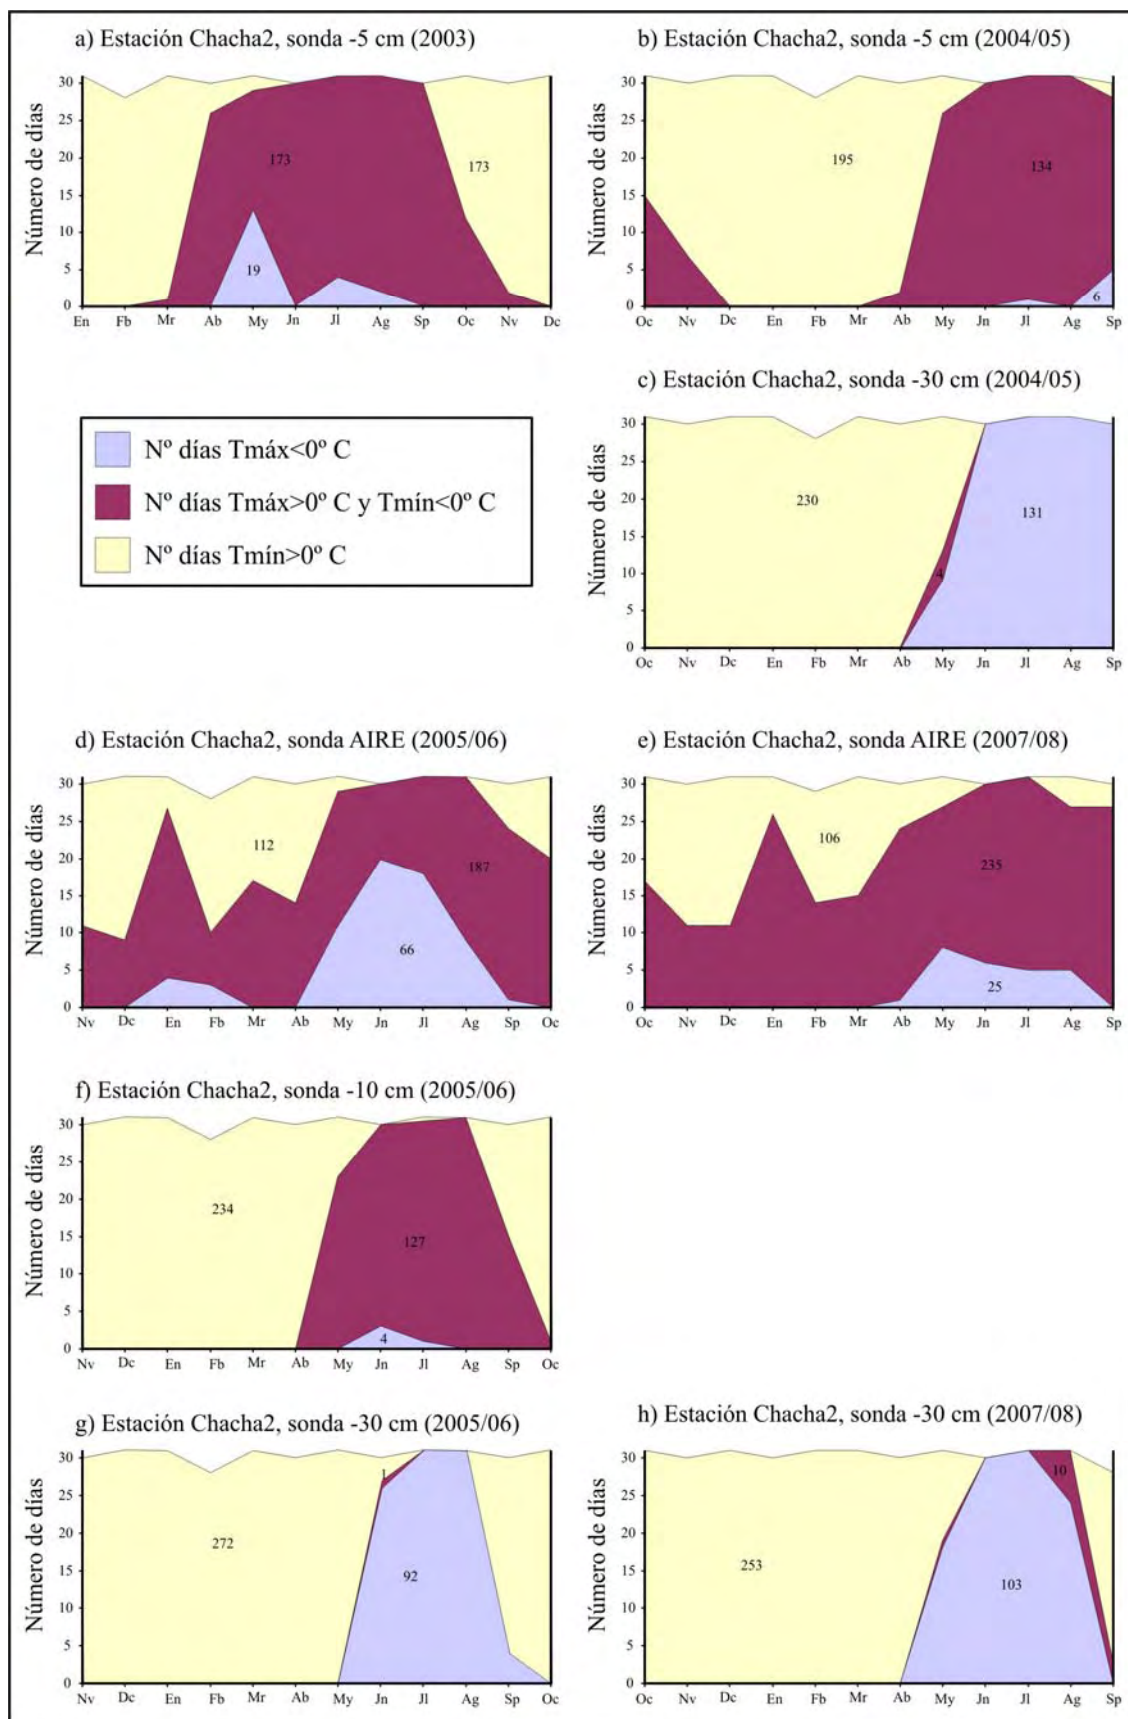 a) Estación Chacha2, sonda -5 cm (2003)
Número de días
30
25
20
15
10
5
0
173
173
19
En Fb Mr Ab My Jn Jl Ag Sp Oc Nv Dc
b) Estación Chacha2, sonda -5 cm (2004/05)
Número de días
30
25
20
15
10
5
0
195
134
6
Oc Nv Dc En Fb Mr Ab My Jn Jl Ag Sp
Nº días Tmáx<0º C
Nº días Tmáx>0º C y Tmín<0º C
Nº días Tmín>0º C
c) Estación Chacha2, sonda -30 cm (2004/05)
Número de días
30
25
20
15
10
5
0
230
131
4
Oc Nv Dc En Fb Mr Ab My Jn Jl Ag Sp
d) Estación Chacha2, sonda AIRE (2005/06)
Número de días
30
25
20
15
10
5
0
112
187
66
Nv Dc En Fb Mr Ab My Jn Jl Ag Sp Oc
e) Estación Chacha2, sonda AIRE (2007/08)
Número de días
30
25
20
15
10
5
0
106
235
25
Oc Nv Dc En Fb Mr Ab My Jn Jl Ag Sp
f) Estación Chacha2, sonda -10 cm (2005/06)
Número de días
30
25
20
15
10
5
0
234
127
4
Nv Dc En Fb Mr Ab My Jn Jl Ag Sp Oc
g) Estación Chacha2, sonda -30 cm (2005/06)
Número de días
30
25
20
15
10
5
0
1
272
92
Nv Dc En Fb Mr Ab My Jn Jl Ag Sp Oc
h) Estación Chacha2, sonda -30 cm (2007/08)
Número de días
30
25
20
15
10
5
0
10
253
103
Oc Nv Dc En Fb Mr Ab My Jn Jl Ag Sp